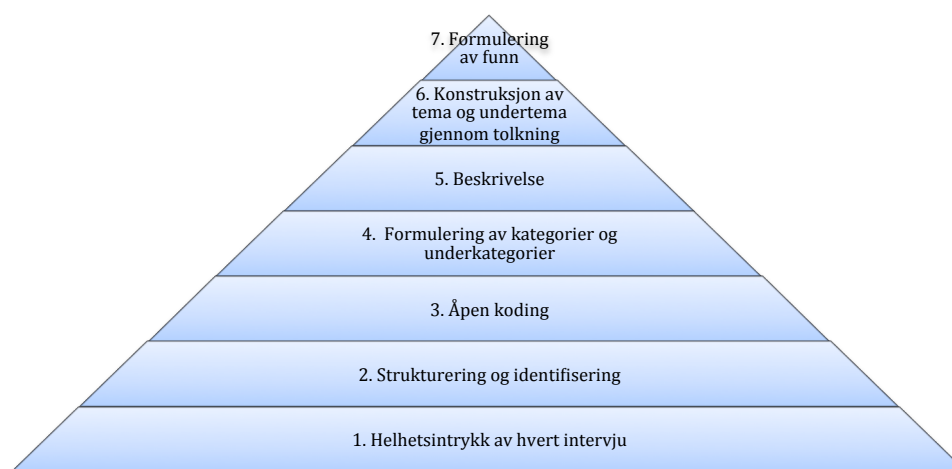 7. Formulering
av funn
6. Konstruksjon av
tema og undertema
gjennom tolkning
5. Beskrivelse
4. Formulering av kategorier og
underkategorier
3. Åpen koding
2. Strukturering og identifisering
1. Helhetsintrykk av hvert intervju